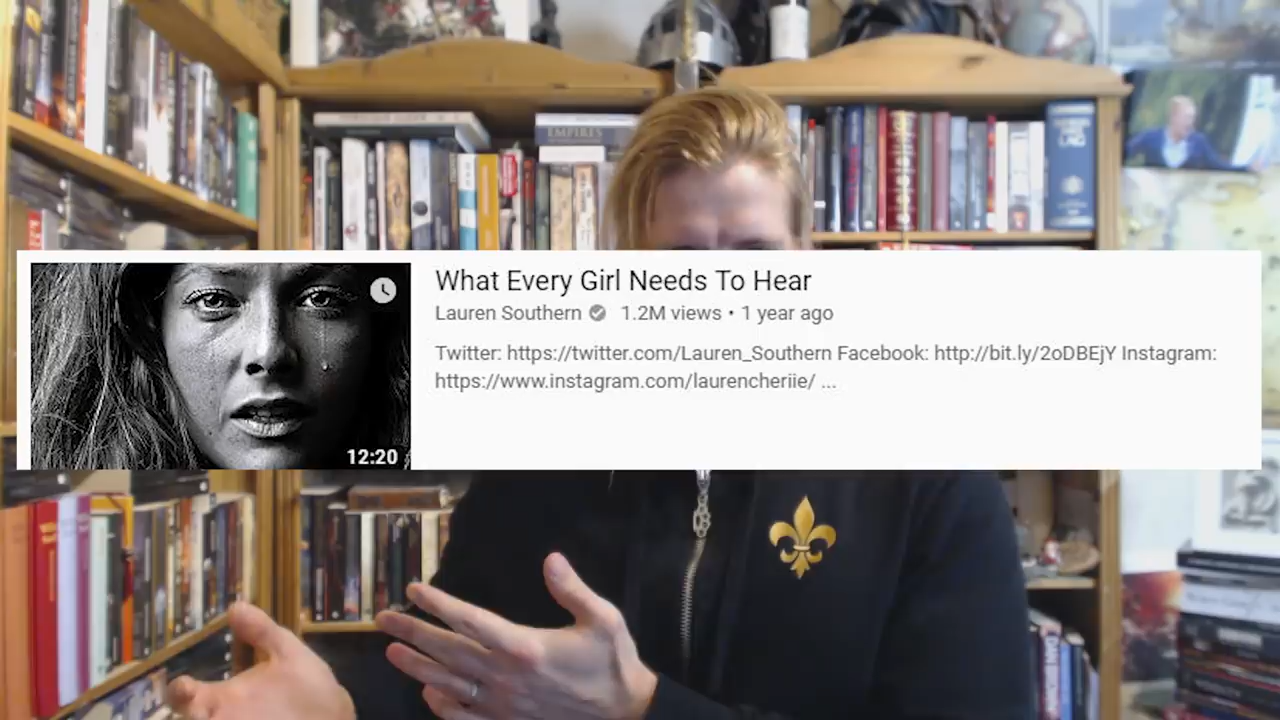 EMPIRES
What Every Girl Needs To Hear
Lauren Southern 1.2M views • 1 year ago
Twitter: https://twitter.com/Lauren_Southern Facebook: http://bit.ly/2oDBEjY Instagram:
https://www.instagram.com/laurencheriie/ ...
12:20